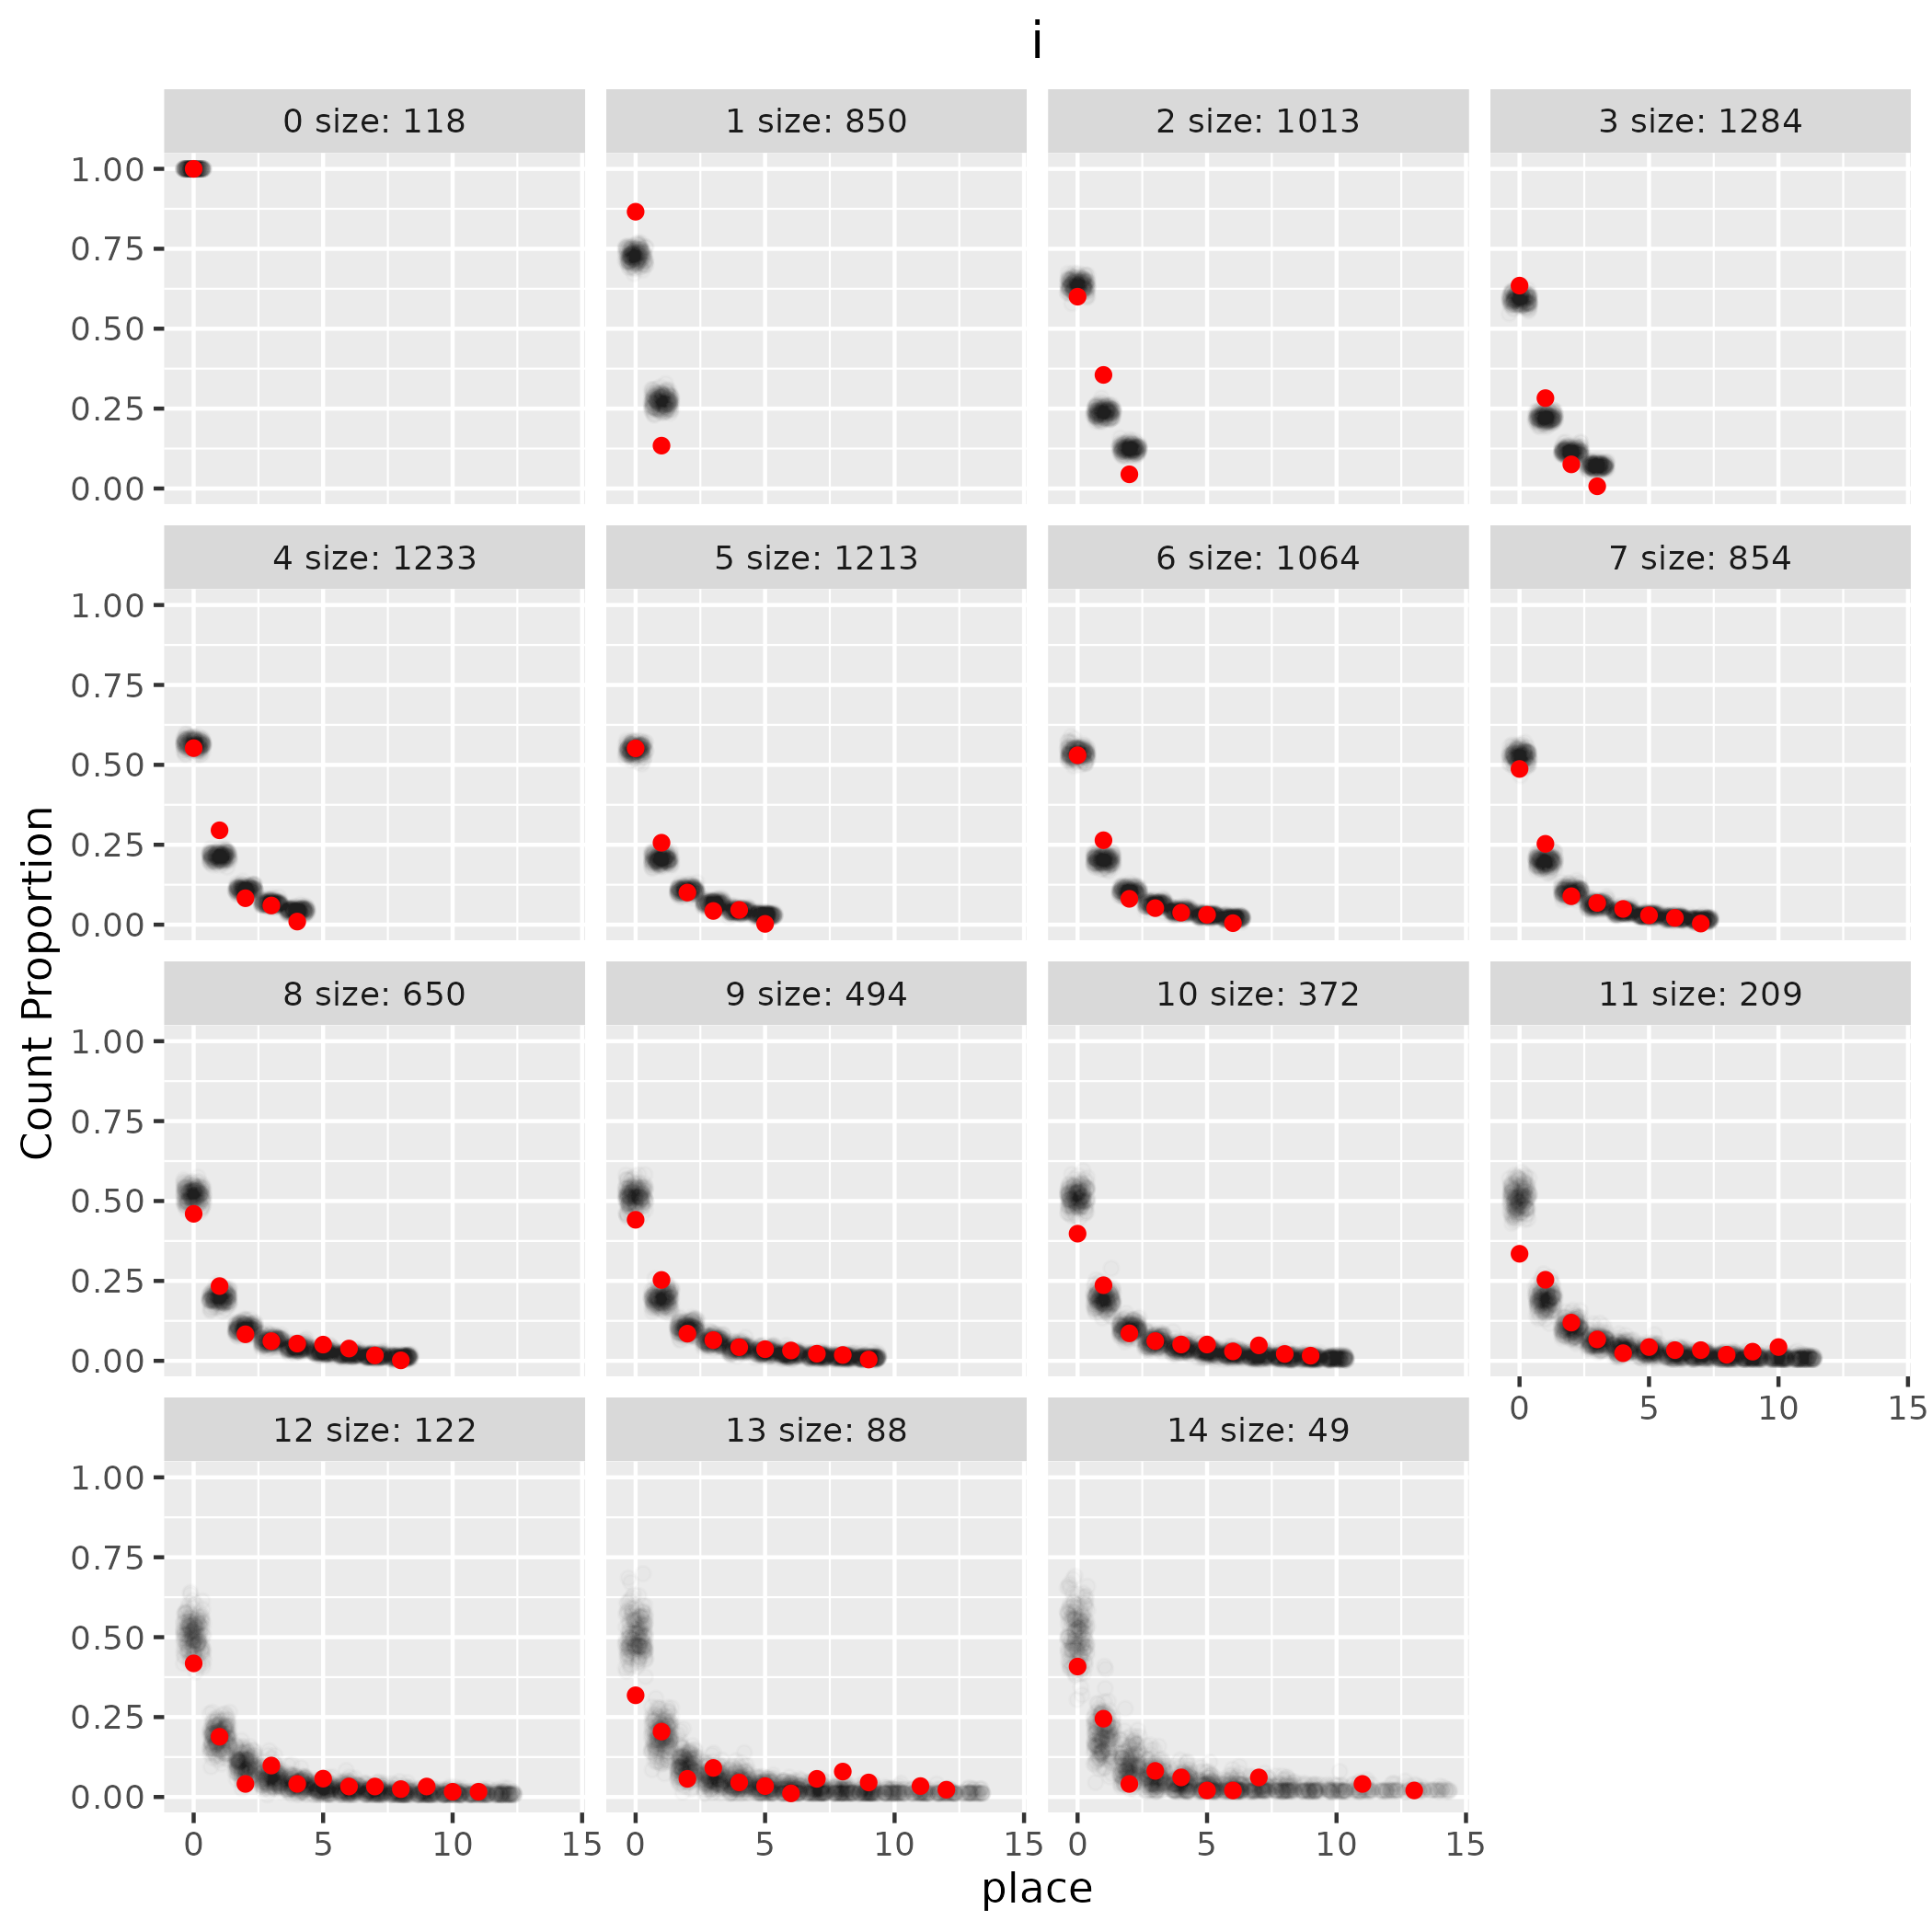 i
0 size: 118
1 size: 850
2 size: 1013
3 size: 1284
1.00
0.75
0.50
0.25
0.00
4 size: 1233
5 size: 1213
6 size: 1064
7 size: 854
1.00
0.75
0.50
0.25
0.00
Count Proportion
8 size: 650
9 size: 494
10 size: 372
11 size: 209
1.00
0.75
0.50
0.25
0.00
0 5 10 15
12 size: 122
13 size: 88
14 size: 49
1.00
0.75
0.50
0.25
0.00
0 5 10 15
0 5 10 15
0 5 10 15
place